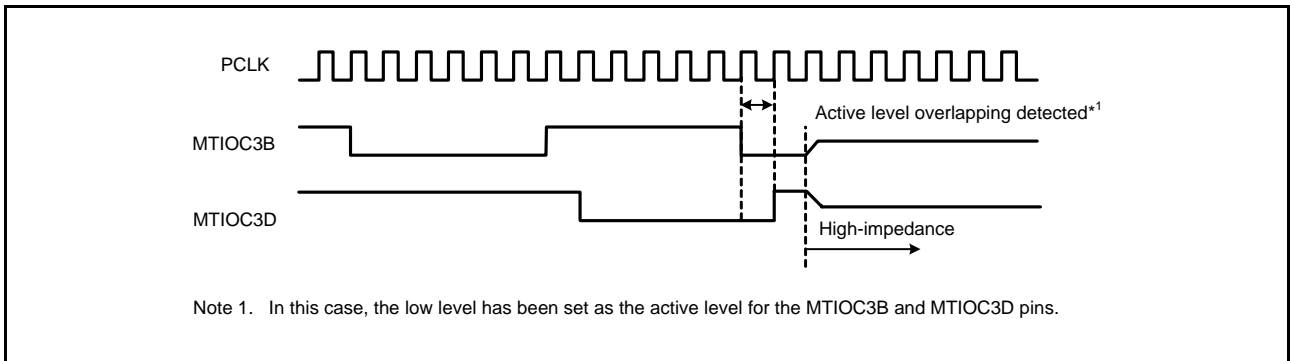 PCLK
Active level overlapping detected*1
MTIOC3B
MTIOC3D
High-impedance
Note 1. In this case, the low level has been set as the active level for the MTIOC3B and MTIOC3D pins.